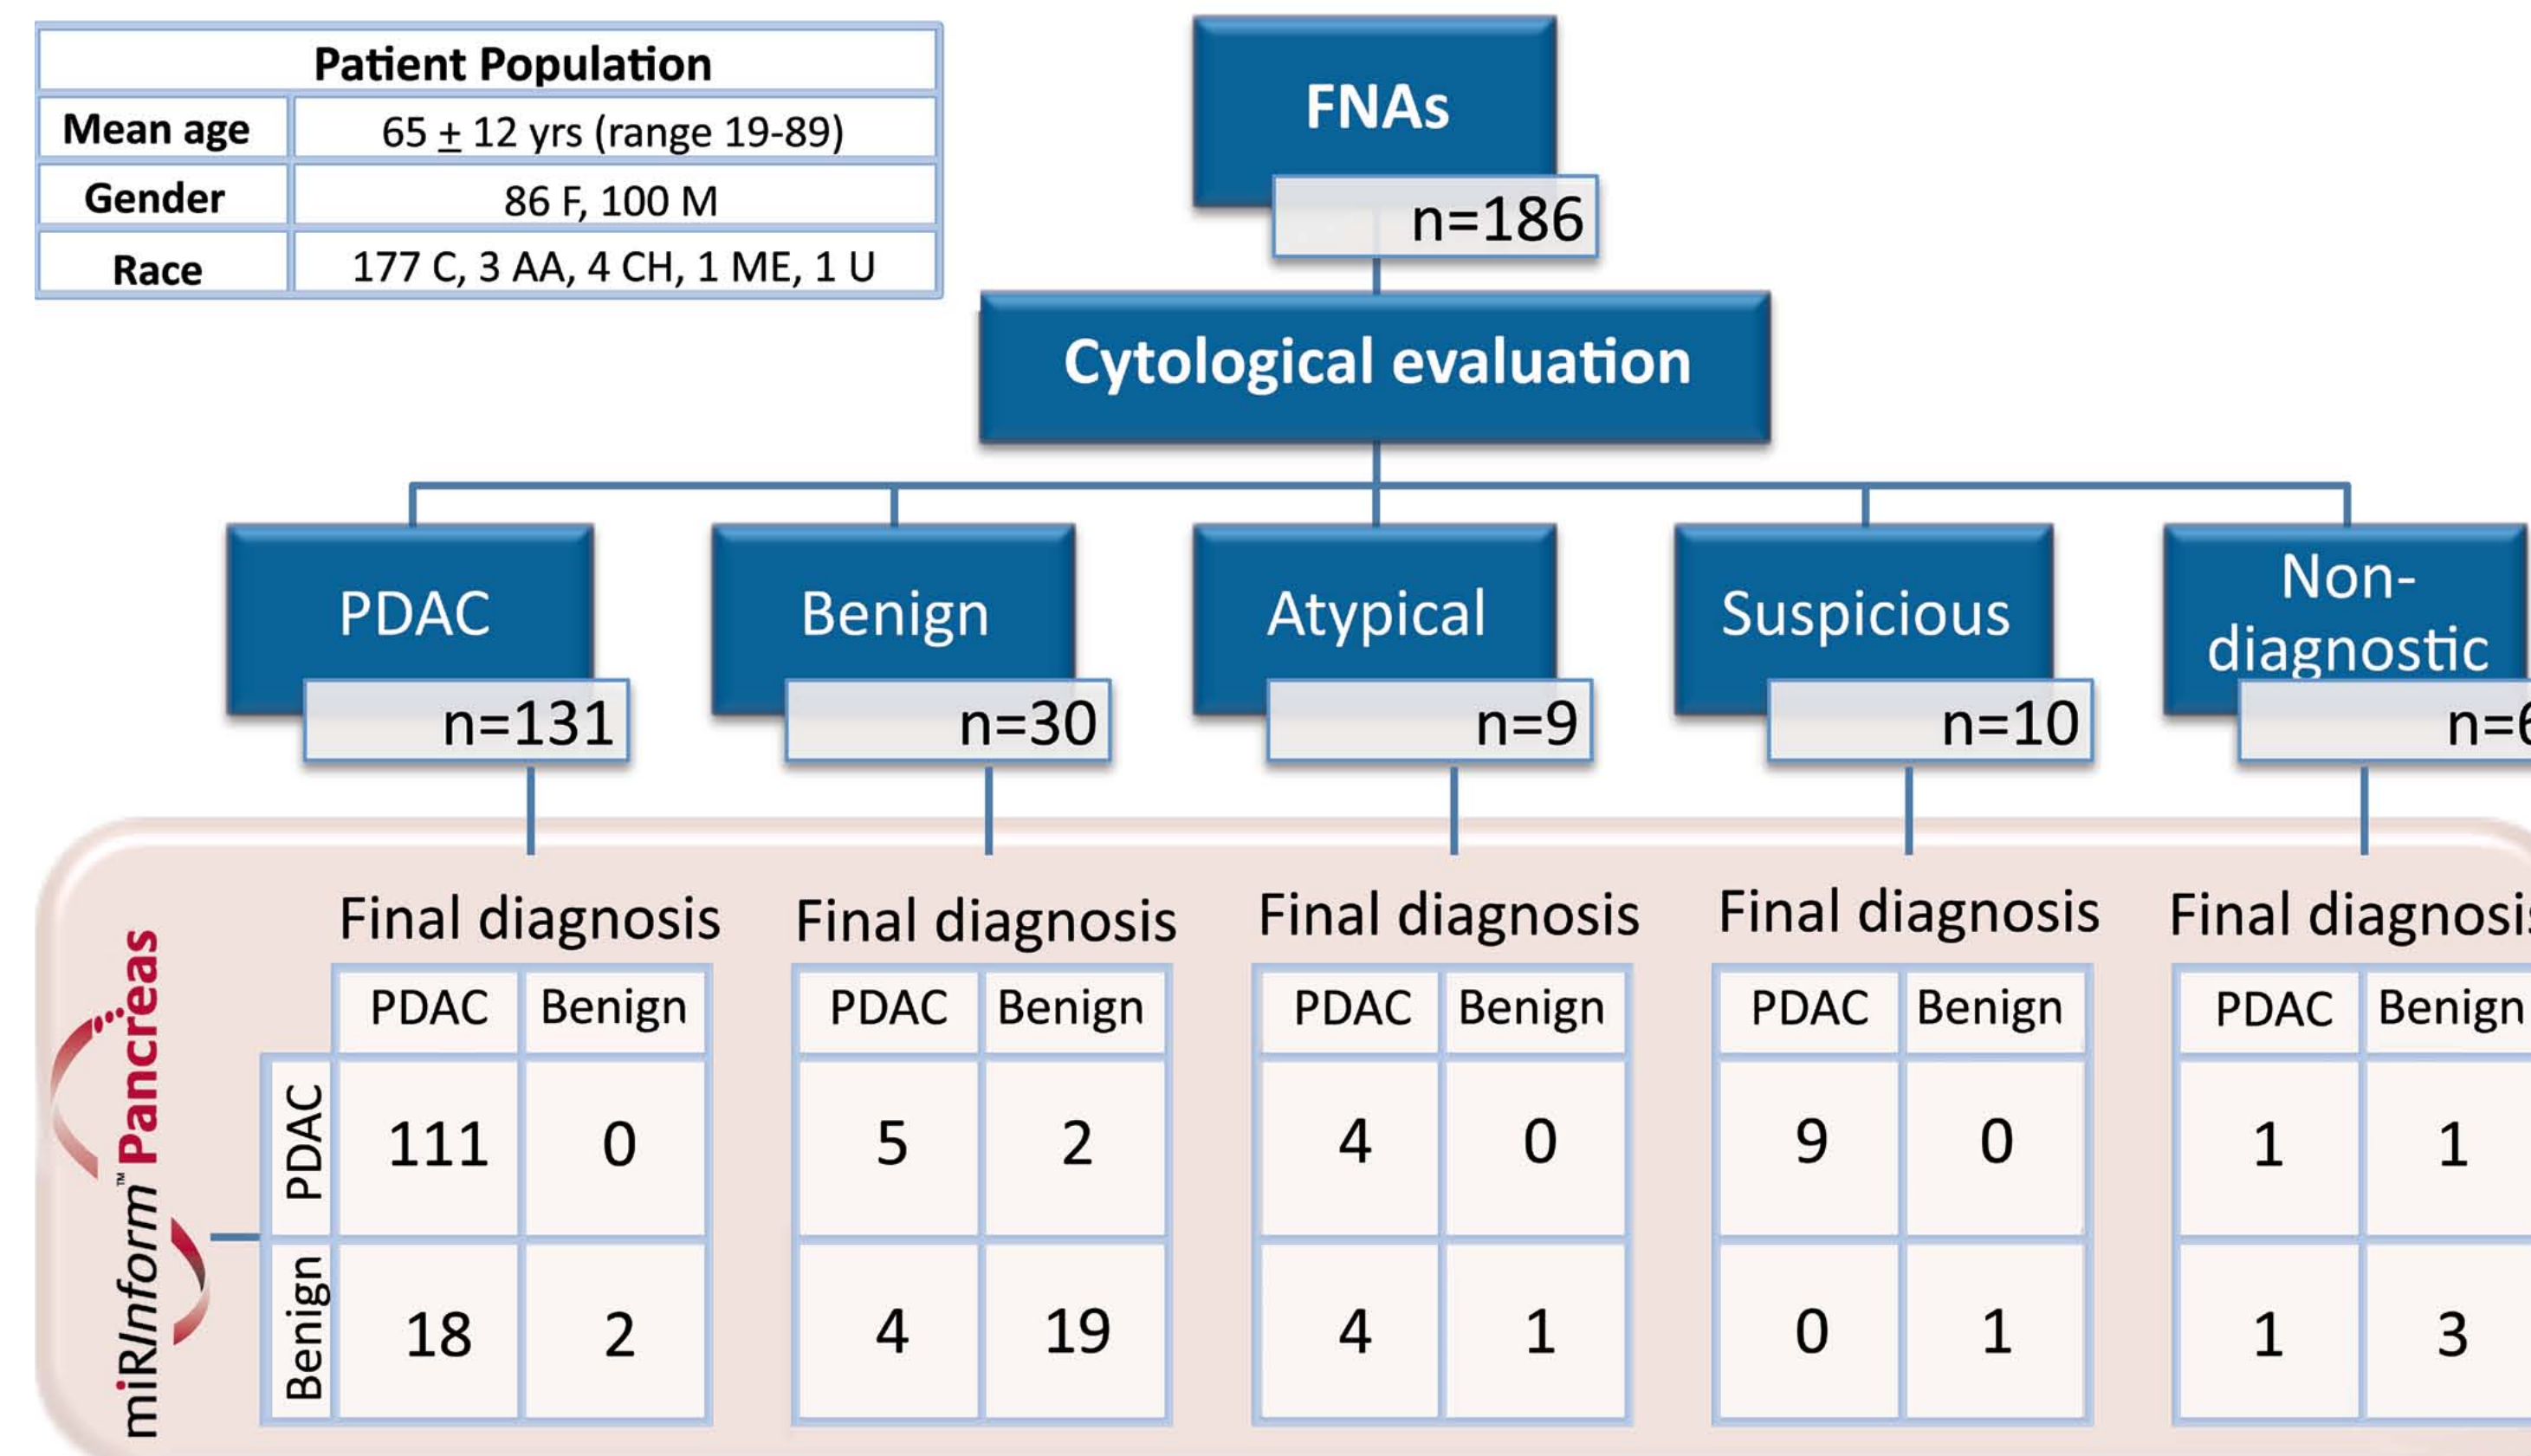 Patient Population
Mean age 65 ± 12 yrs (range 19-89)
Gender 86 F, 100 M
Race 177 C, 3 AA, 4 CH, 1 ME, 1 U
FNAs
n=186
Cytological evaluation
PDAC Benign Atypical Suspicious Non-
diagnostic
n=131 n=30 n=9 n=10 n=6
Final diagnosis Final diagnosis Final diagnosis Final diagnosis Final diagnosis
PDAC Benign PDAC Benign PDAC Benign PDAC Benign PDAC Benign
PDAC 111 0 5 2 4 0 9 0 1 1
Benign 18 2 4 19 4 1 0 1 1 3
miRInform™ Pancreas